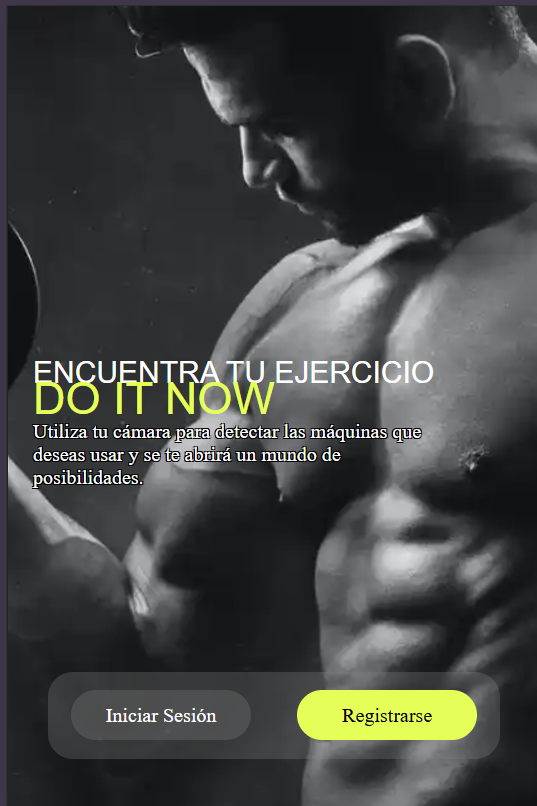 ENCUENTRA TU EJERCICIO
DO IT NOW
Utiliza tu cámara para detectar las máquinas que
deseas usar y se te abrirá un mundo de
posibilidades.
Iniciar Sesión
Registrarse